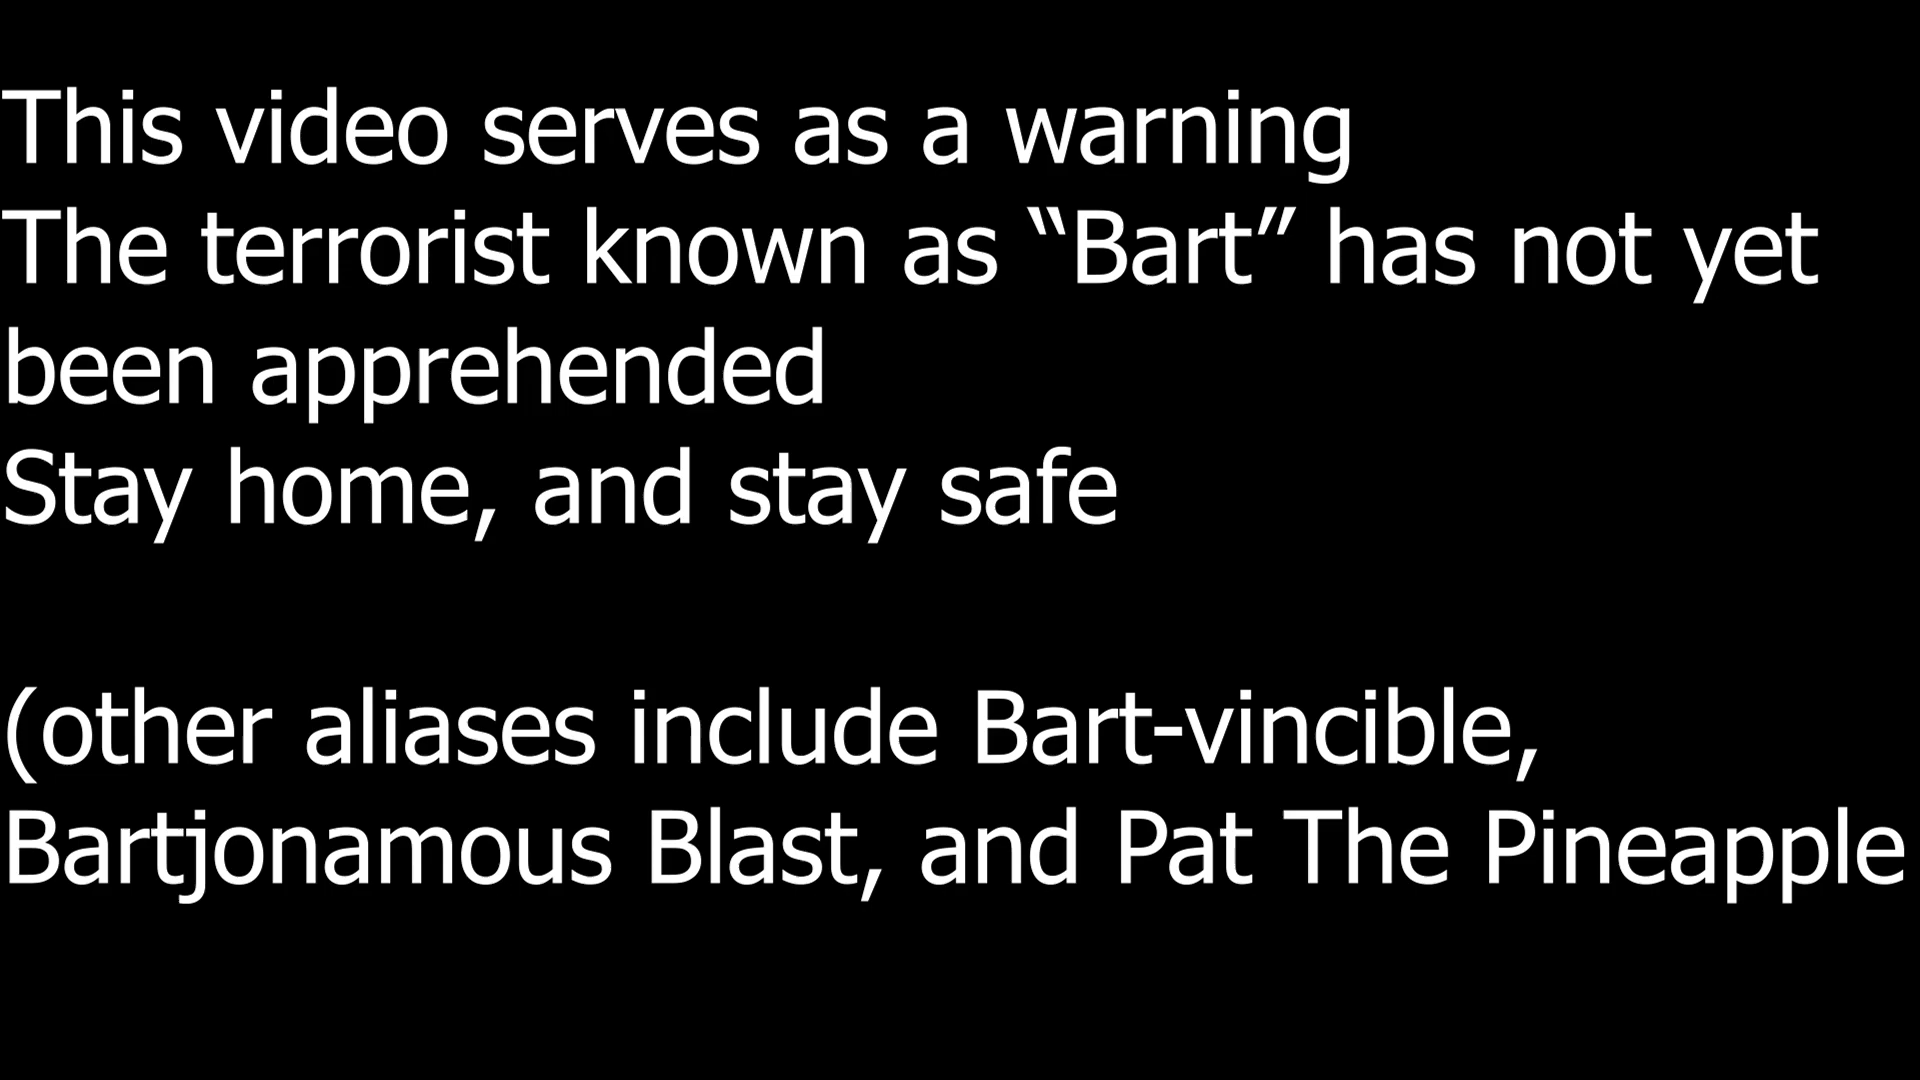 This video serves as a warning
The terrorist known as “Bart” has not yet
been apprehended
Stay home, and stay safe
(other aliases include Bart-vincible,
Bartjonamous Blast, and Pat The Pineapple